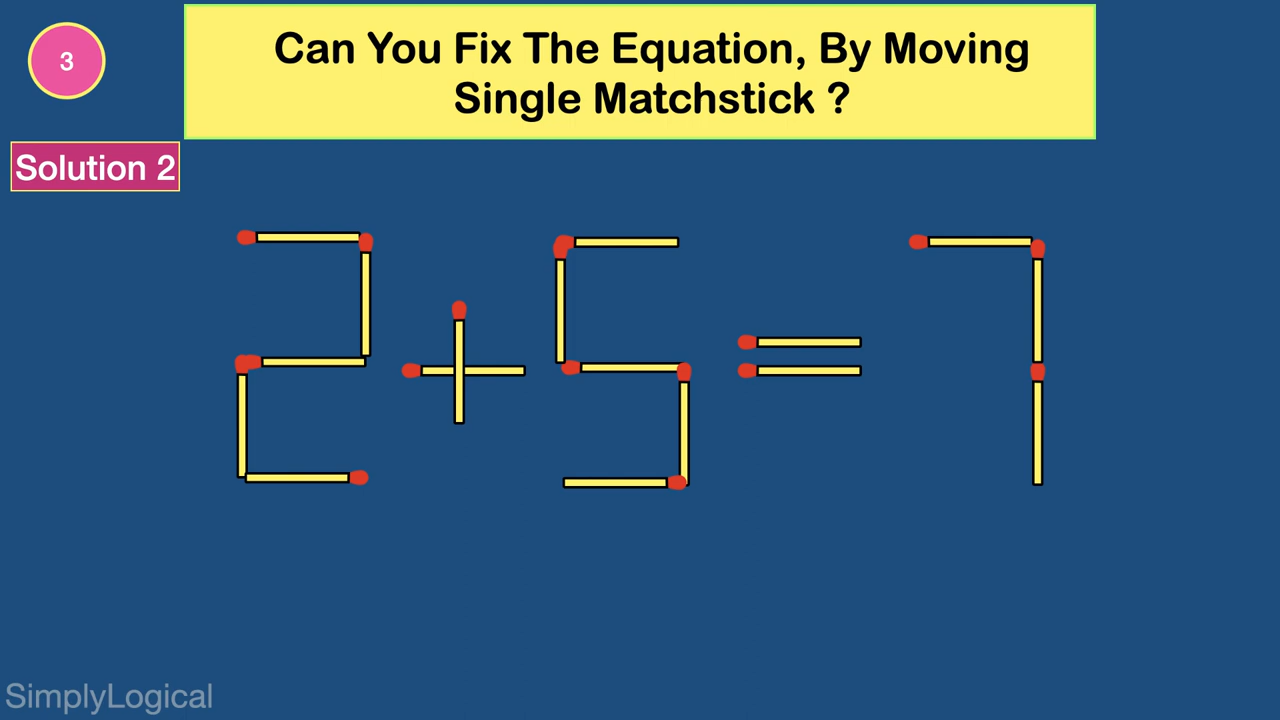 3
Can You Fix The Equation, By Moving
Single Matchstick ?
Solution 2
2 + 5 = 7
SimplyLogical